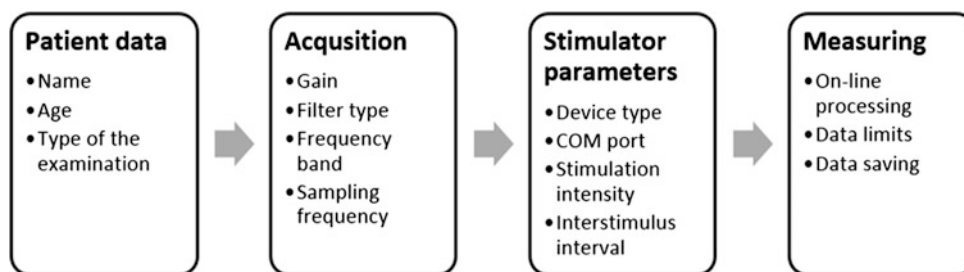 Patient data
•Name
•Age
•Type of the
examination
Acqusition
•Gain
•Filter type
•Frequency
band
•Sampling
frequency
Stimulator
parameters
•Device type
•COM port
•Stimulation
intensity
•Interstimulus
interval
Measuring
•On-line
processing
•Data limits
•Data saving